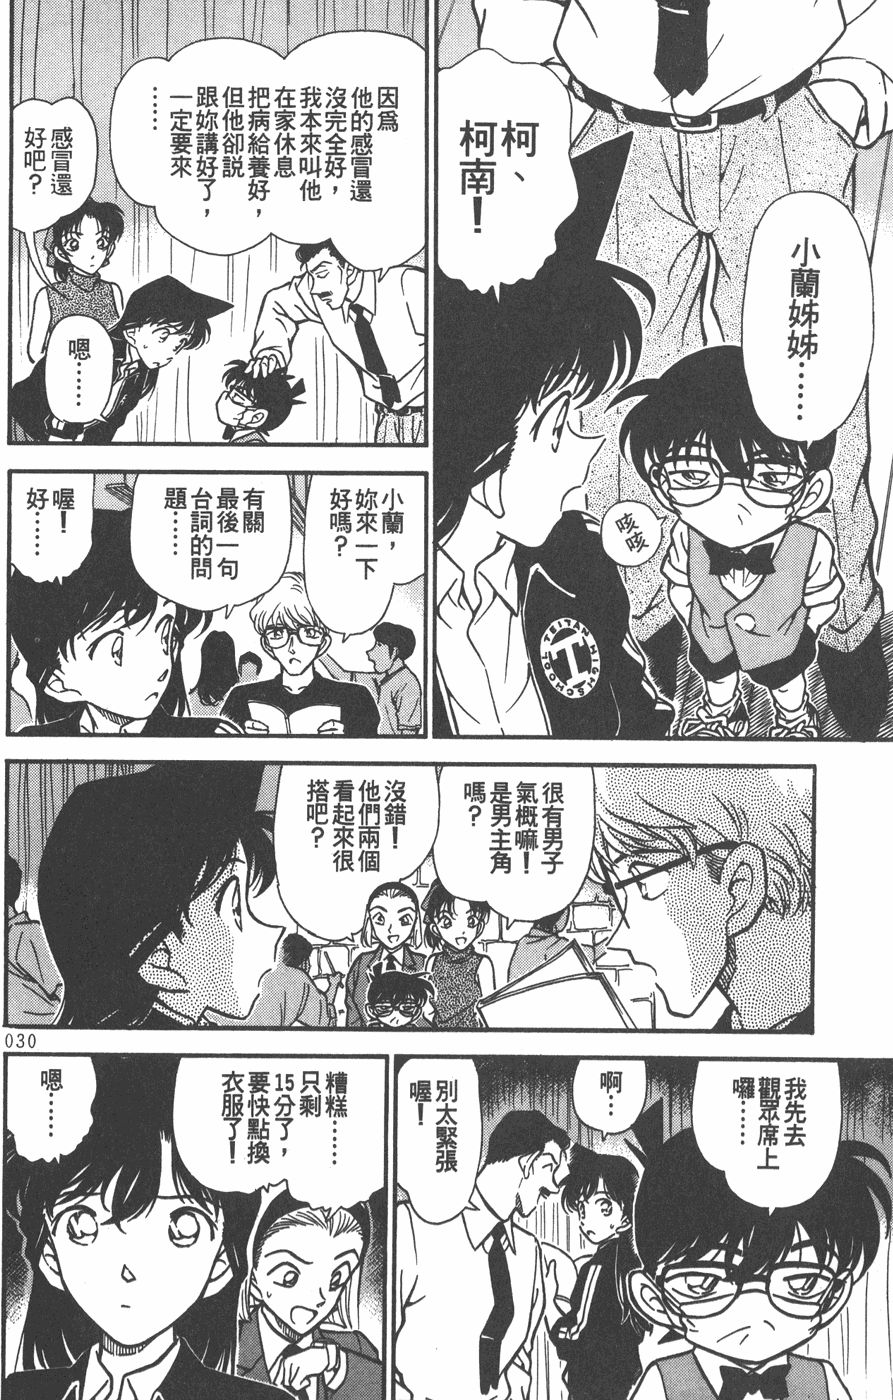 柯、
柯南！
小蘭姊姊……
咳
咳
TEITAN HIGHSCHOOL
T
因為
他的感冒還
沒完全好，
我本來叫他
在家休息
把病給養好，
但他卻說
跟妳講好了，
一定要來
……
感冒還
好吧？
嗯……
小蘭，
妳來一下
好嗎？
有關
最後一句
台詞的問
題……
喔！
好……
很有男子
氣概嘛！
是男主角
嗎？
沒錯！
他們兩個
看起來很
搭吧？
030
我先去
觀眾席上
囉……
啊…
別太緊張
喔！
糟糕……
只剩
15分了，
要快點換
衣服了！
嗯……